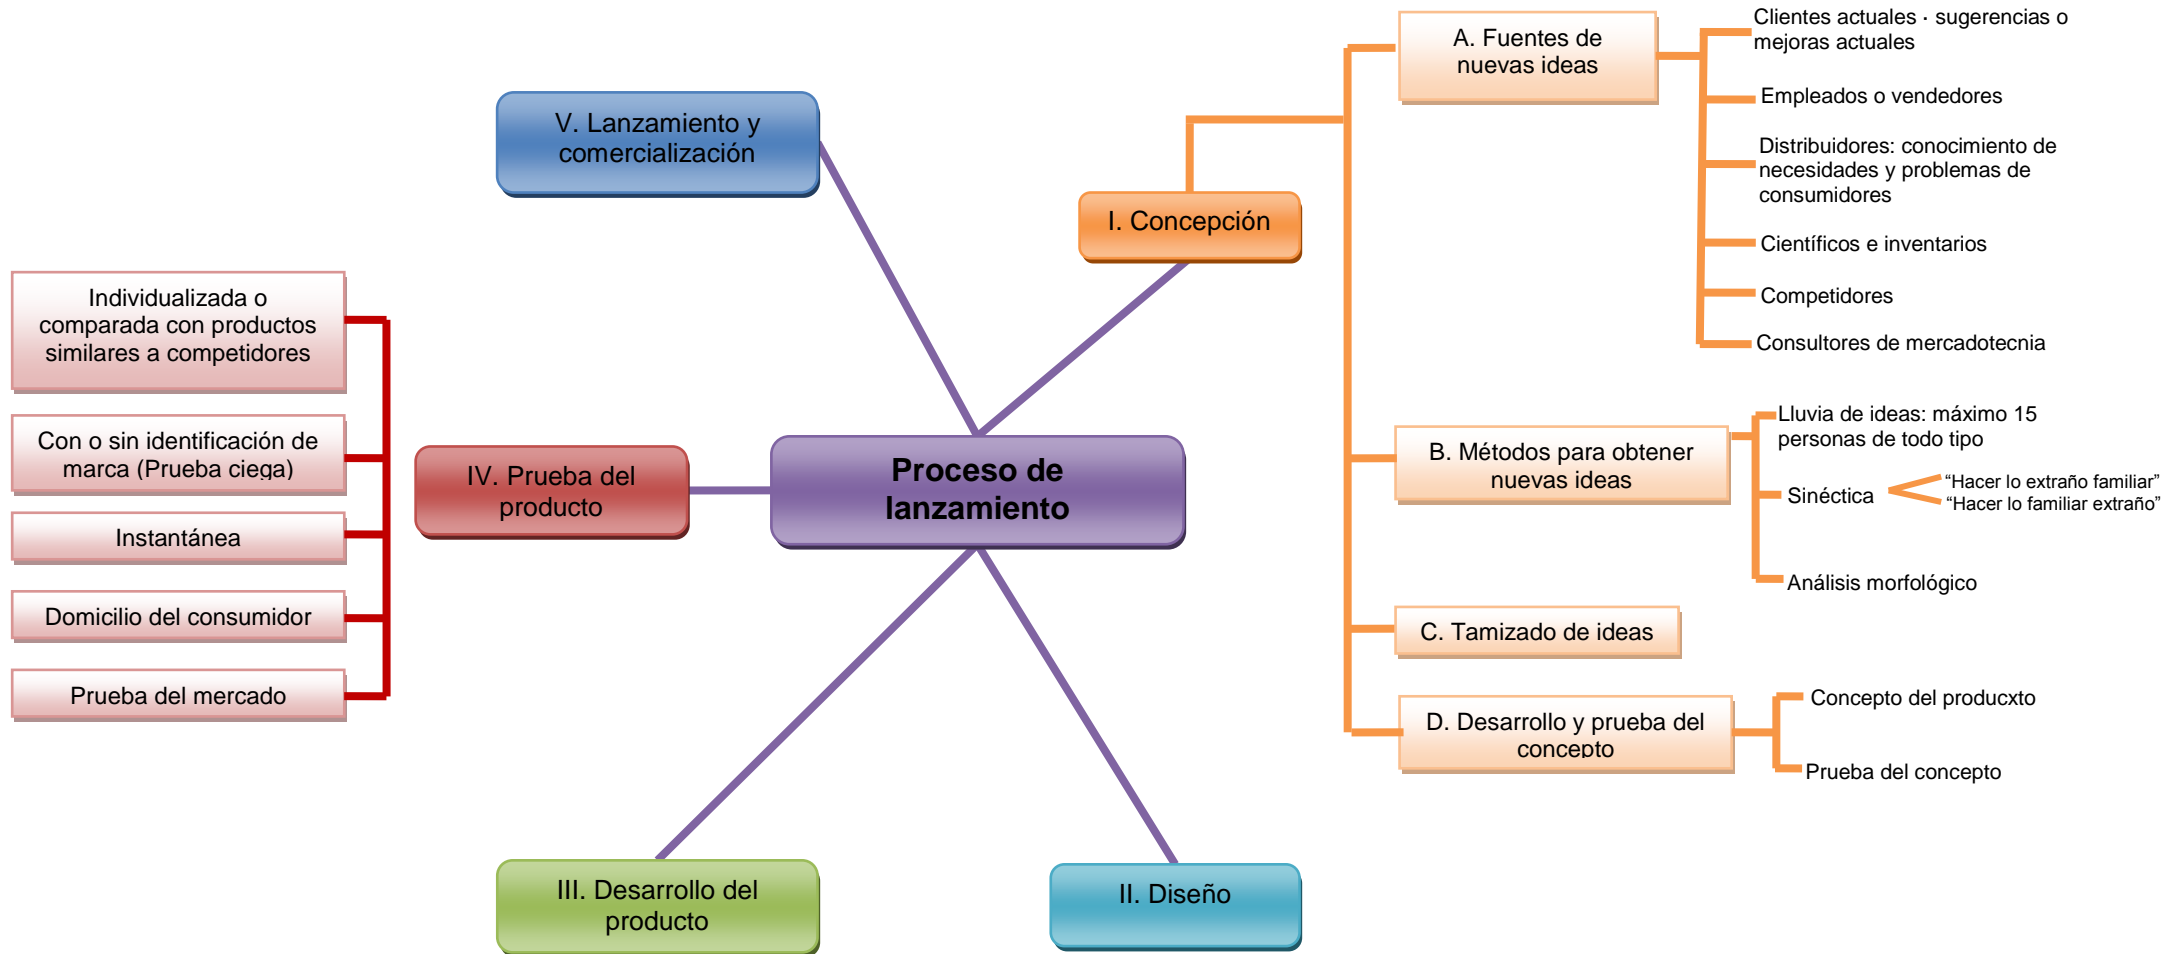 Proceso de
lanzamiento
I. Concepción
A. Fuentes de
nuevas ideas
Clientes actuales · sugerencias o
mejoras actuales
Empleados o vendedores
Distribuidores: conocimiento de
necesidades y problemas de
consumidores
Científicos e inventarios
Competidores
Consultores de mercadotecnia
B. Métodos para obtener
nuevas ideas
Lluvia de ideas: máximo 15
personas de todo tipo
Sinéctica
“Hacer lo extraño familiar”
“Hacer lo familiar extraño”
Análisis morfológico
C. Tamizado de ideas
D. Desarrollo y prueba del
concepto
Concepto del producxto
Prueba del concepto
II. Diseño
III. Desarrollo del
producto
IV. Prueba del
producto
Individualizada o
comparada con productos
similares a competidores
Con o sin identificación de
marca (Prueba ciega)
Instantánea
Domicilio del consumidor
Prueba del mercado
V. Lanzamiento y
comercialización